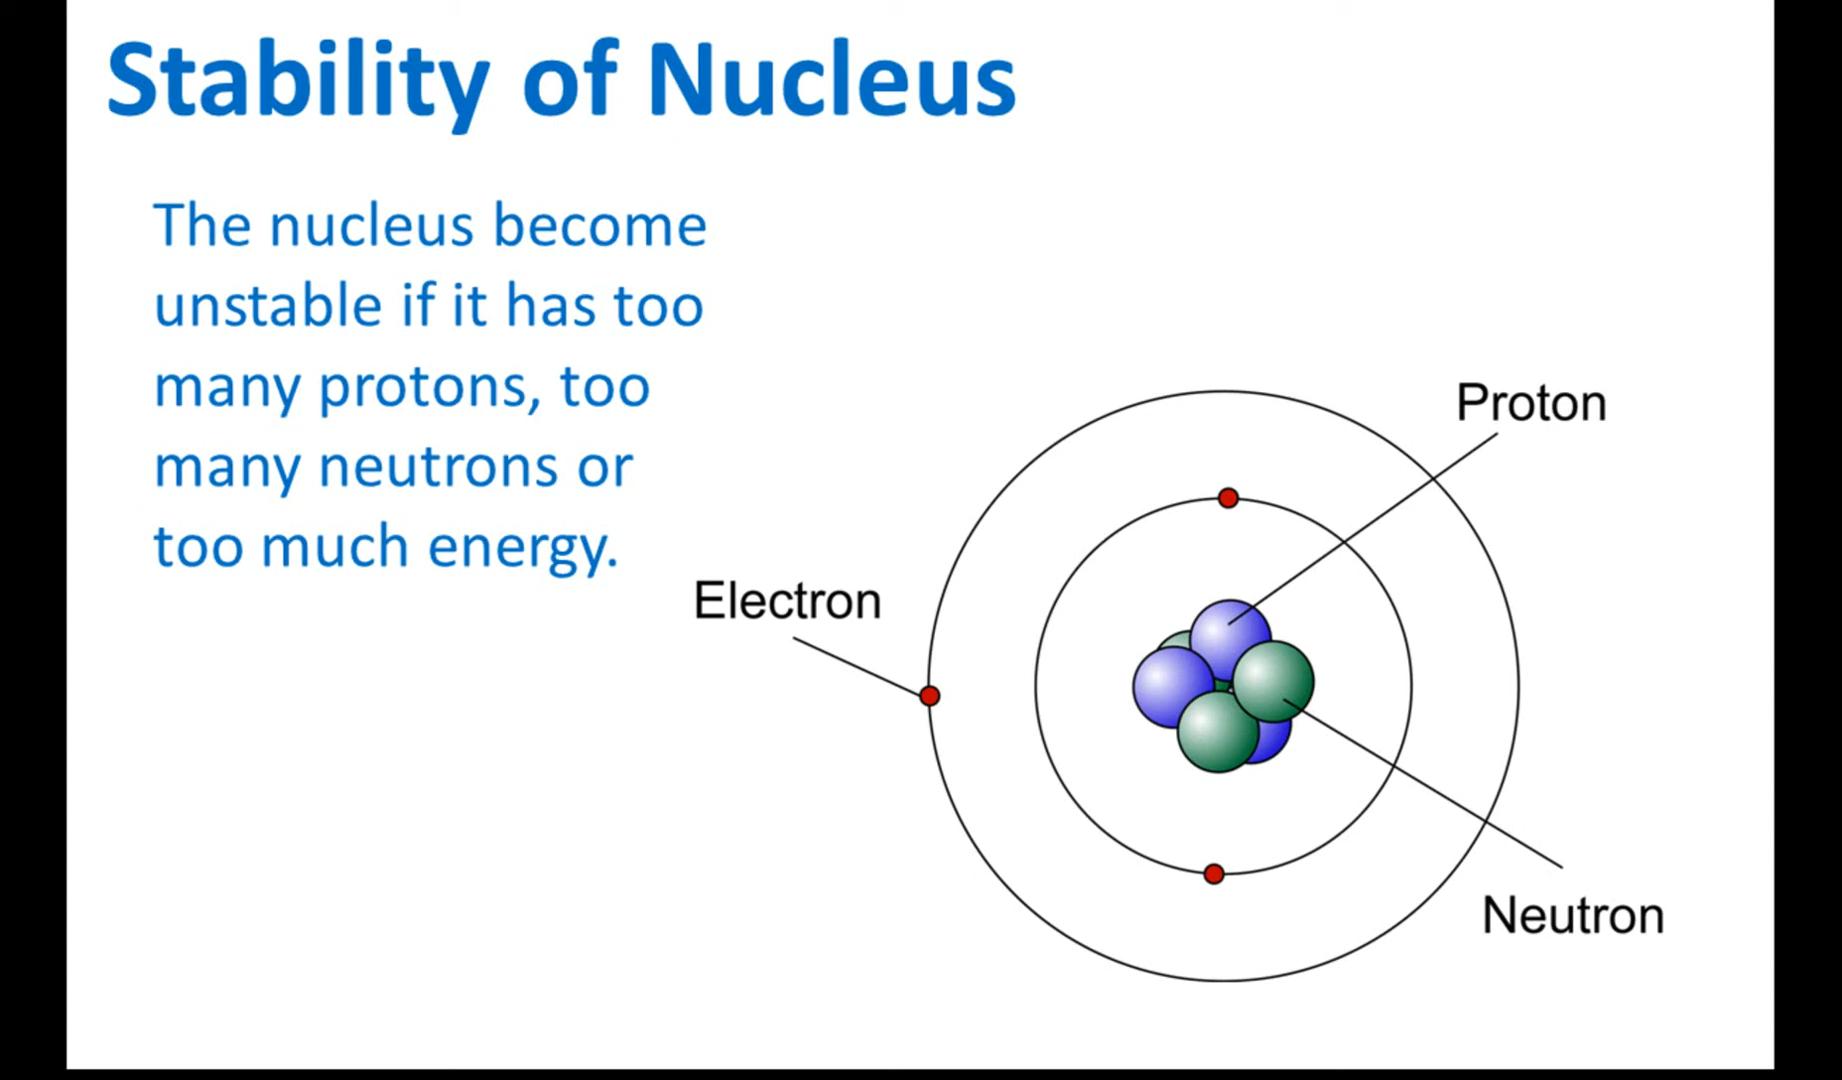 Stability of Nucleus
The nucleus become
unstable if it has too
many protons, too
many neutrons or
too much energy.
Proton
Electron
Neutron